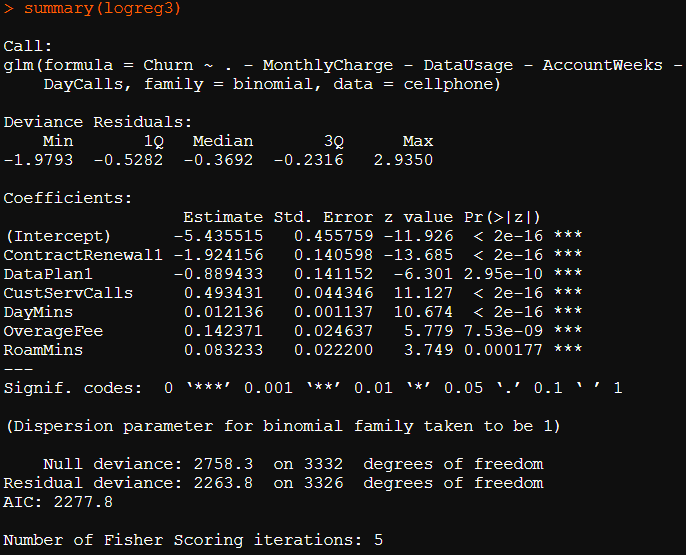 > summary(logreg3)
Call:
glm(formula = Churn ~ . - MonthlyCharge - DataUsage - AccountWeeks -
    DayCalls, family = binomial, data = cellphone)
Deviance Residuals:
    Min      1Q  Median      3Q     Max
-1.9793 -0.5282 -0.3692 -0.2316  2.9350
Coefficients:
                  Estimate Std. Error z value Pr(>|z|)
(Intercept)      -5.435515   0.455759 -11.926  < 2e-16 ***
ContractRenewal1 -1.924156   0.140598 -13.685  < 2e-16 ***
DataPlan1        -0.889433   0.141152  -6.301 2.95e-10 ***
CustServCalls     0.493431   0.044346  11.127  < 2e-16 ***
DayMins           0.012136   0.001137  10.674  < 2e-16 ***
OverageFee        0.142371   0.024637   5.779 7.53e-09 ***
RoamMins          0.083233   0.022200   3.749 0.000177 ***
---
Signif. codes:  0 ‘***’ 0.001 ‘**’ 0.01 ‘*’ 0.05 ‘.’ 0.1 ‘ ’ 1
(Dispersion parameter for binomial family taken to be 1)
    Null deviance: 2758.3  on 3332  degrees of freedom
Residual deviance: 2263.8  on 3326  degrees of freedom
AIC: 2277.8
Number of Fisher Scoring iterations: 5